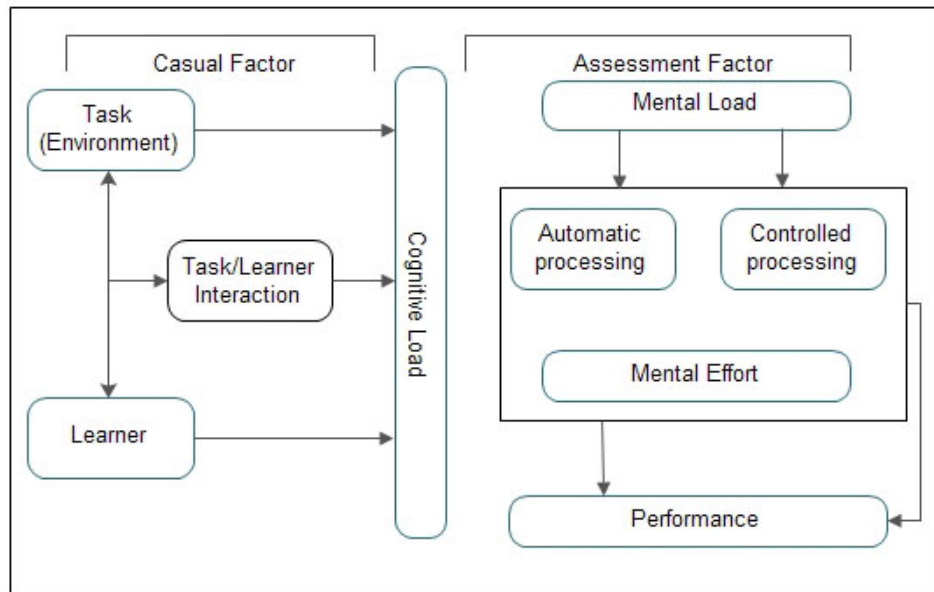 Casual Factor
Assessment Factor
Task
(Environment)
Task/Learner
Interaction
Learner
Cognitive Load
Mental Load
Automatic
processing
Controlled
processing
Mental Effort
Performance